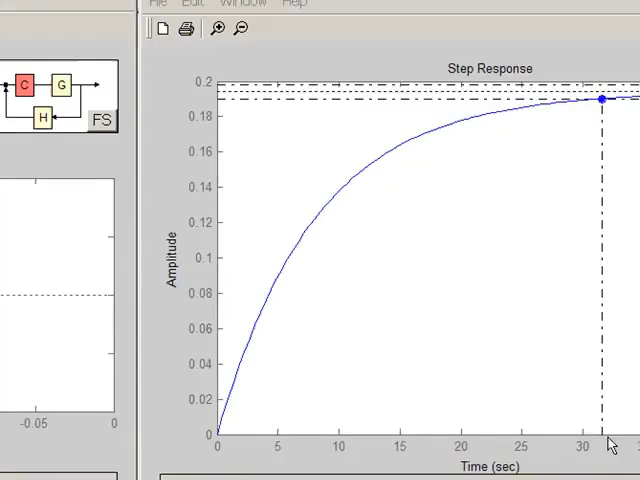 File Edit Window Help
Step Response
C G
H
FS
0.2
0.18
0.16
0.14
0.12
0.1
0.08
0.06
0.04
0.02
0
Amplitude
-0.05 0
0 5 10 15 20 25 30
Time (sec)